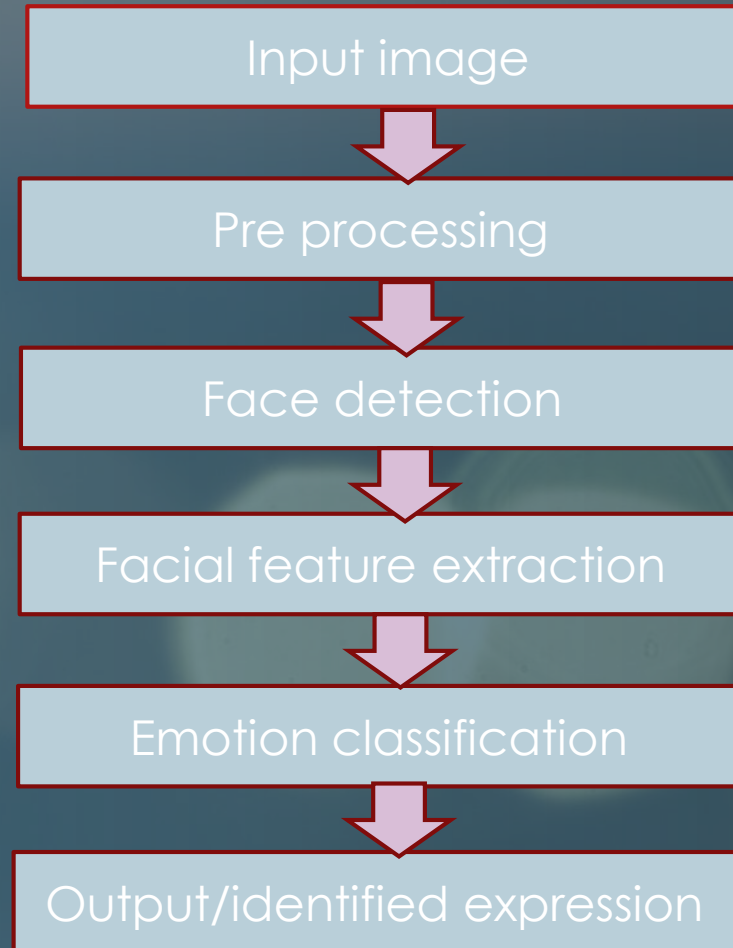 Input image
Pre processing
Face detection
Facial feature extraction
Emotion classification
Output/identified expression